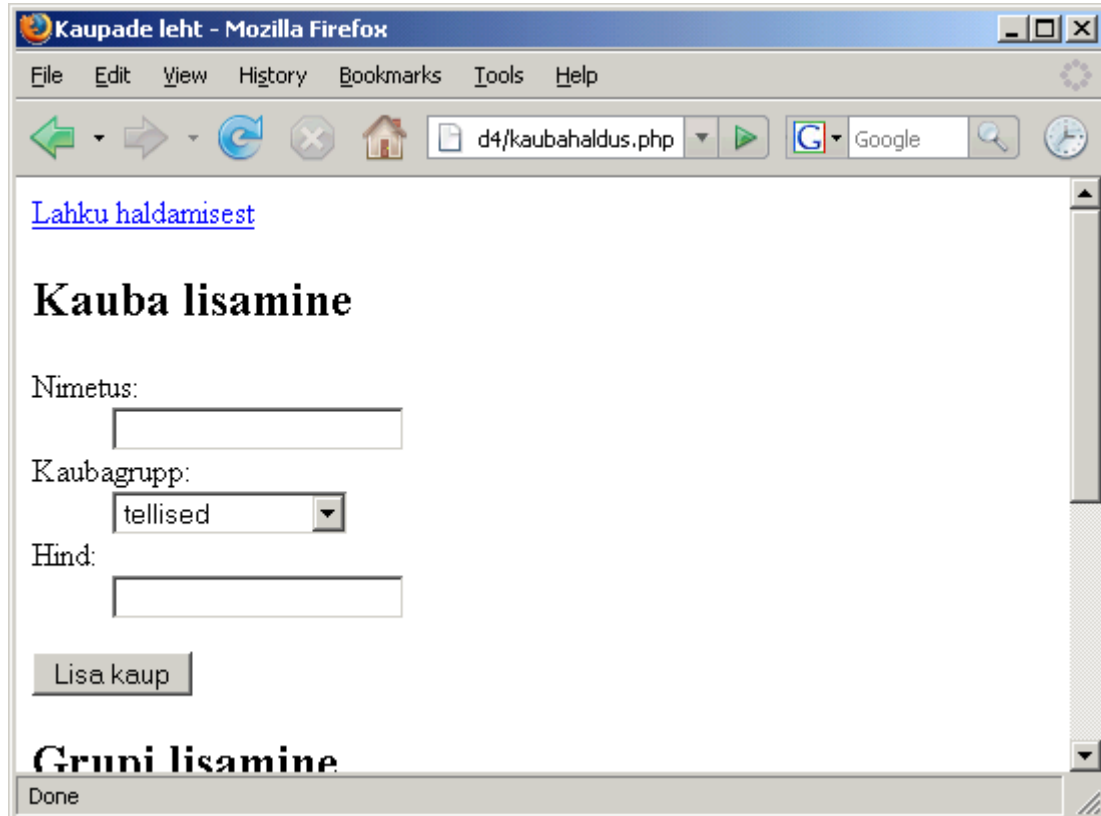 Kaupade leht - Mozilla Firefox
File Edit View History Bookmarks Tools Help
d4/kaubahaldus.php G Google
Lahku haldamisest
Kauba lisamine
Nimetus:
Kaubagrupp:
tellised
Hind:
Lisa kaup
Grupi lisamine
Done